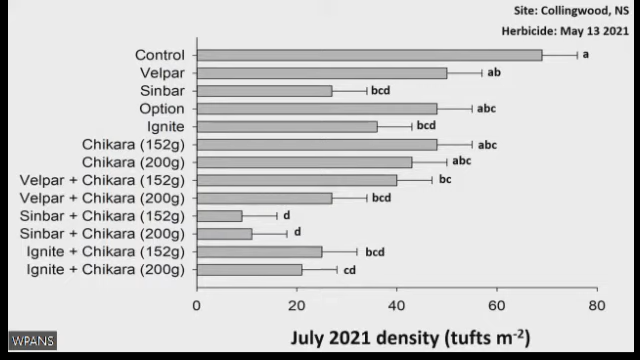 Site: Collingwood, NS
Herbicide: May 13 2021
Control a
Velpar ab
Sinbar bcd
Option abc
Ignite bcd
Chikara (152g) abc
Chikara (200g) abc
Velpar + Chikara (152g) bc
Velpar + Chikara (200g) bcd
Sinbar + Chikara (152g) d
Sinbar + Chikara (200g) d
Ignite + Chikara (152g) bcd
Ignite + Chikara (200g) cd
0 20 40 60 80
July 2021 density (tufts m⁻²)
WPANS